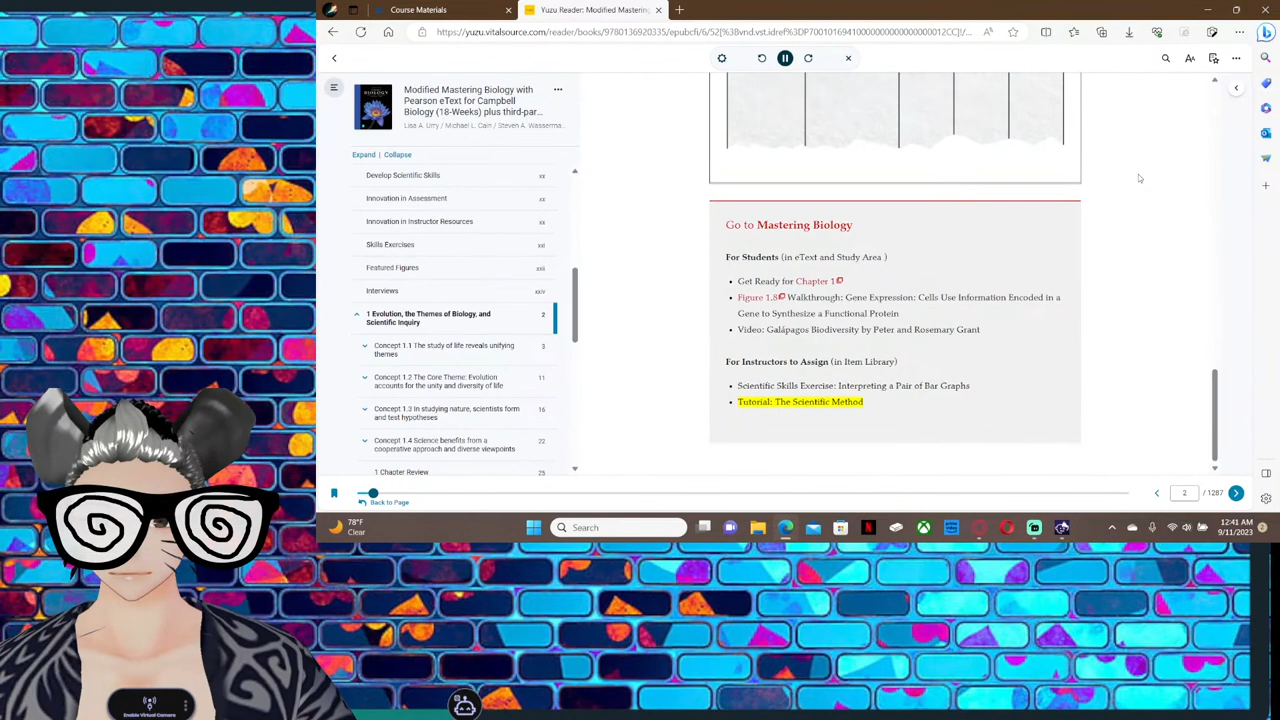 Course Materials
Yuzu Reader: Modified Mastering
https://yuzu.vitalsource.com/reader/books/9780136920335/epubcfi/6/52[%3Bvnd.vst.idref%3DP70010169410000000000000000012CC]!/...
Modified Mastering Biology with
Pearson eText for Campbell
Biology (18-Weeks) plus third-par...
Lisa A. Urry / Michael L. Cain / Steven A. Wasserma...
BIOLOGY
Expand | Collapse
Develop Scientific Skills xx
Innovation in Assessment xx
Innovation in Instructor Resources xx
Skills Exercises xxi
Featured Figures xxii
Interviews xxiv
1 Evolution, the Themes of Biology, and 2
Scientific Inquiry
Concept 1.1 The study of life reveals unifying 3
themes
Concept 1.2 The Core Theme: Evolution 11
accounts for the unity and diversity of life
Concept 1.3 In studying nature, scientists form 16
and test hypotheses
Concept 1.4 Science benefits from a 22
cooperative approach and diverse viewpoints
1 Chapter Review 25
Go to Mastering Biology
For Students (in eText and Study Area )
• Get Ready for Chapter 1
• Figure 1.8 Walkthrough: Gene Expression: Cells Use Information Encoded in a
Gene to Synthesize a Functional Protein
• Video: Galápagos Biodiversity by Peter and Rosemary Grant
For Instructors to Assign (in Item Library)
• Scientific Skills Exercise: Interpreting a Pair of Bar Graphs
• Tutorial: The Scientific Method
Back to Page
2 / 1287
78°F
Clear
Search
12:41 AM
9/11/2023
Enable Virtual Camera